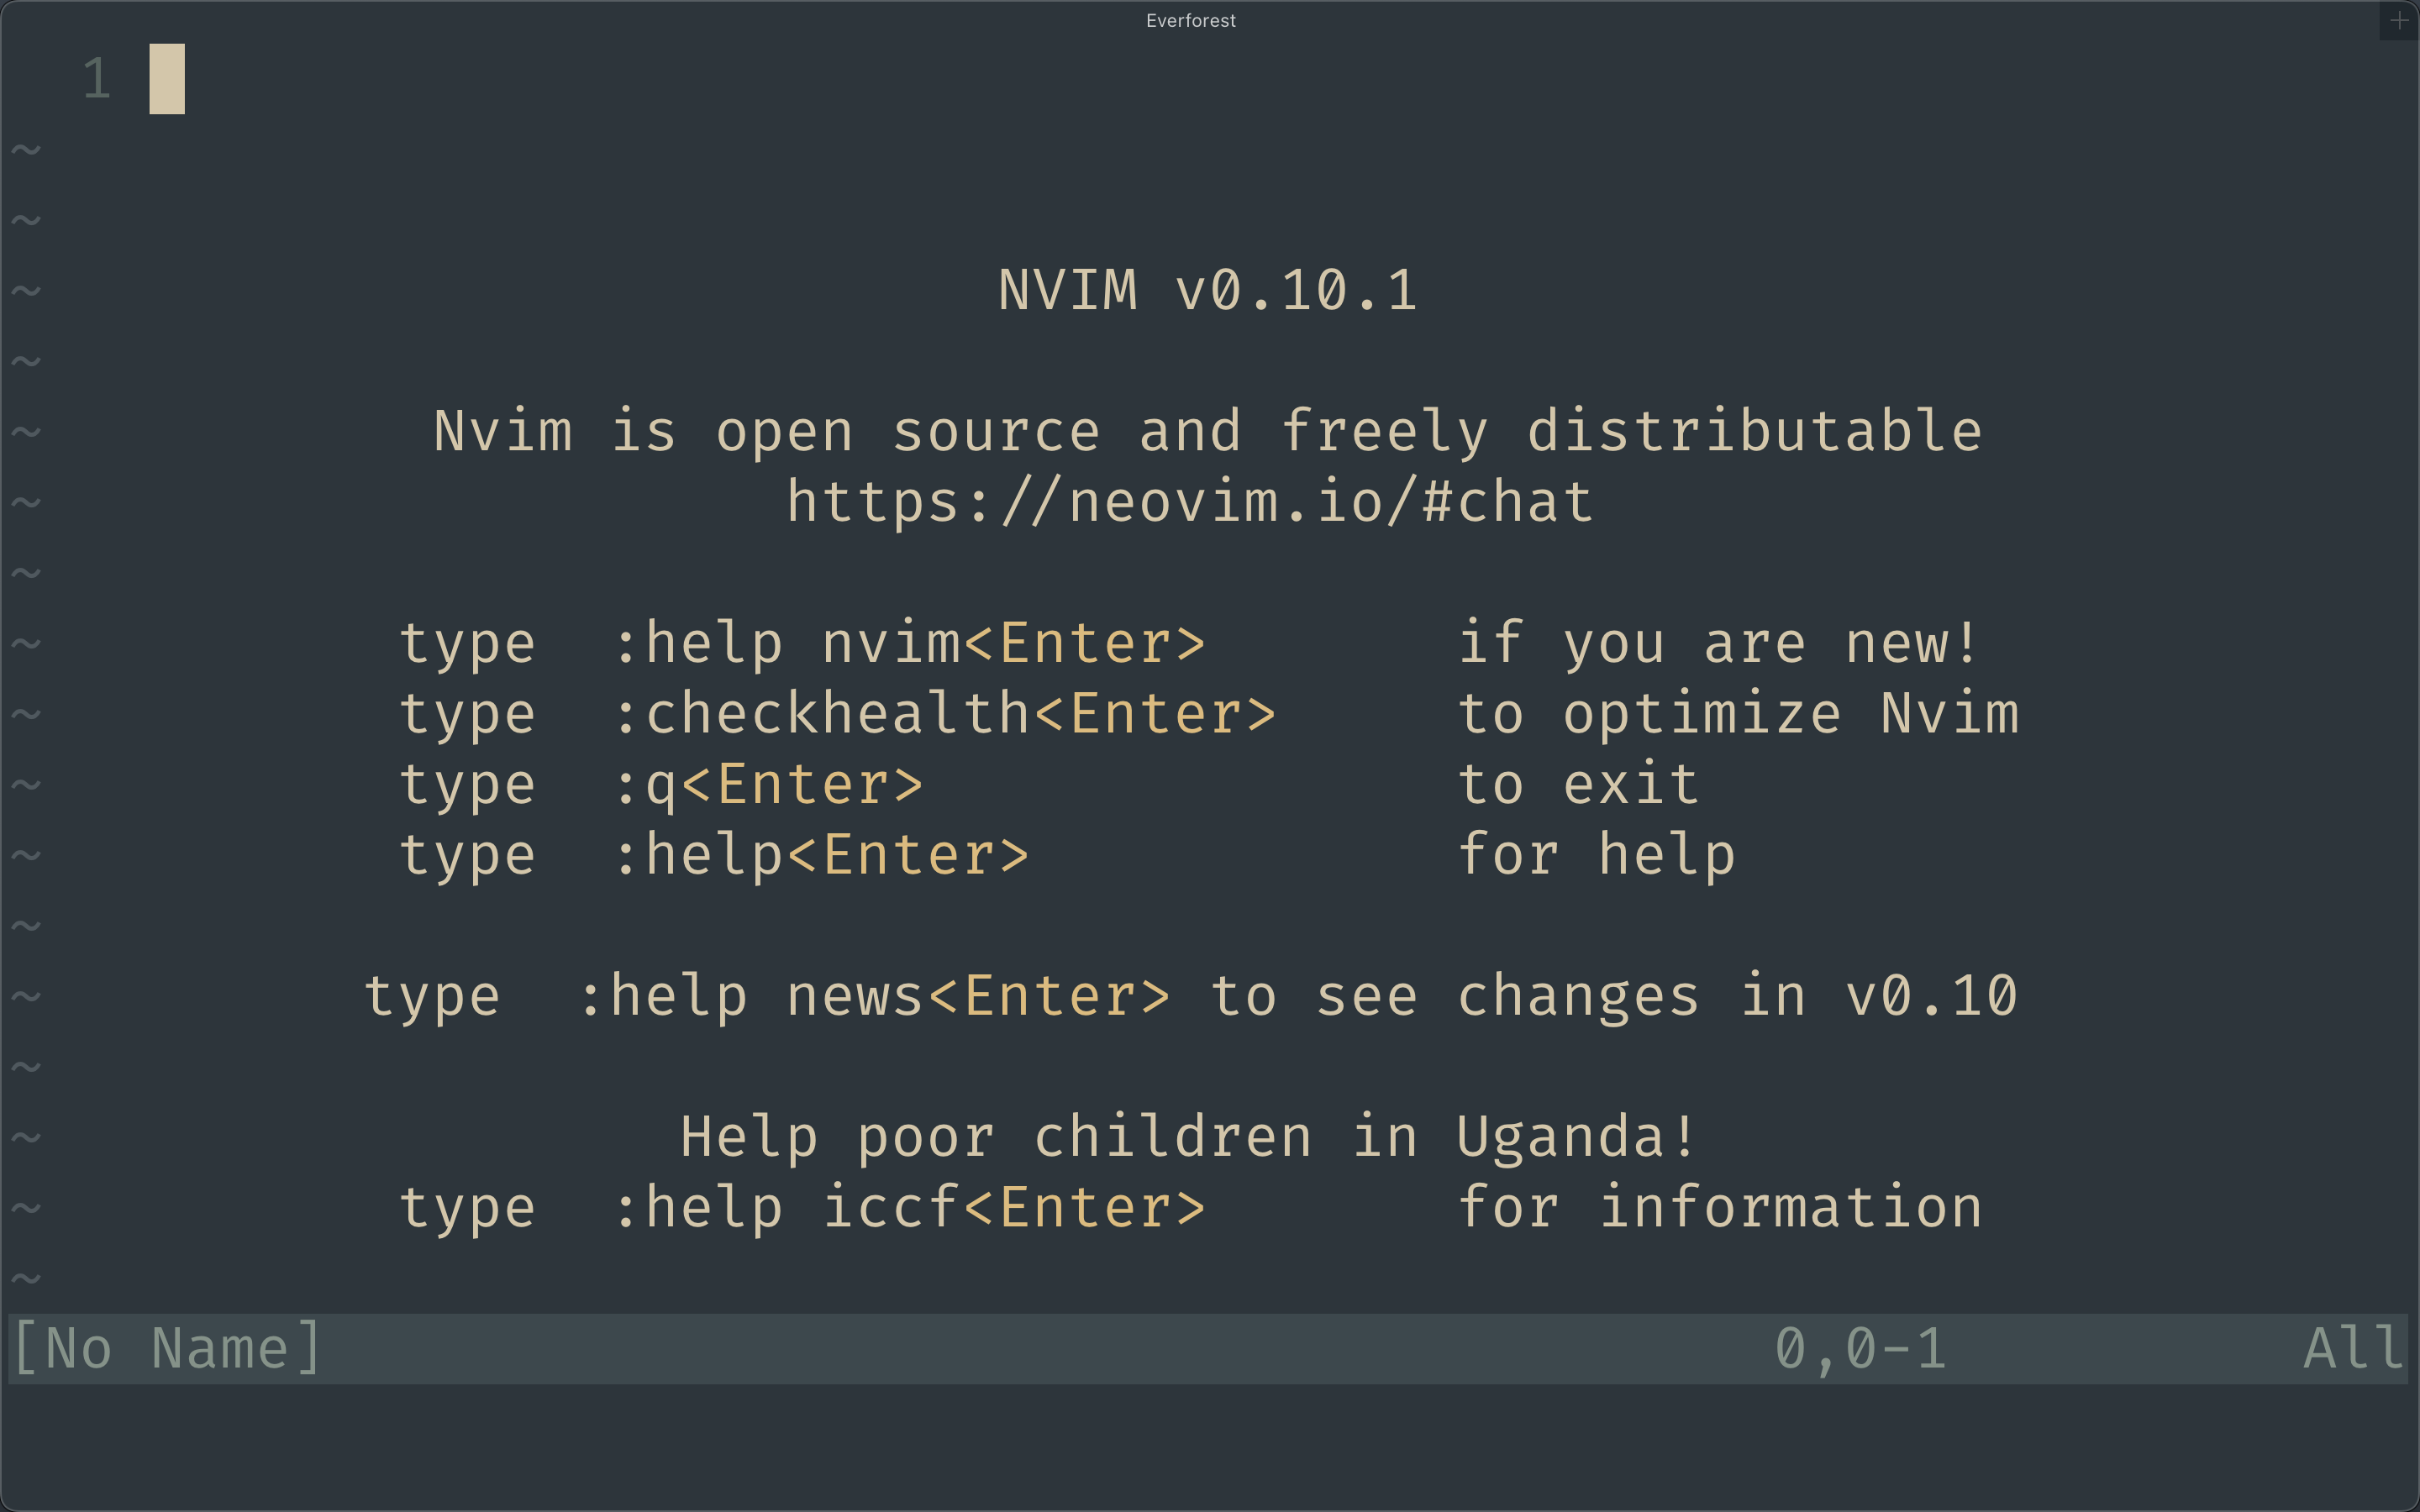 Everforest
1
~
~
~ NVIM v0.10.1
~
~ Nvim is open source and freely distributable
~ https://neovim.io/#chat
~
~ type :help nvim<Enter> if you are new!
~ type :checkhealth<Enter> to optimize Nvim
~ type :q<Enter> to exit
~ type :help<Enter> for help
~
~ type :help news<Enter> to see changes in v0.10
~
~ Help poor children in Uganda!
~ type :help iccf<Enter> for information
~
[No Name] 0,0-1 All